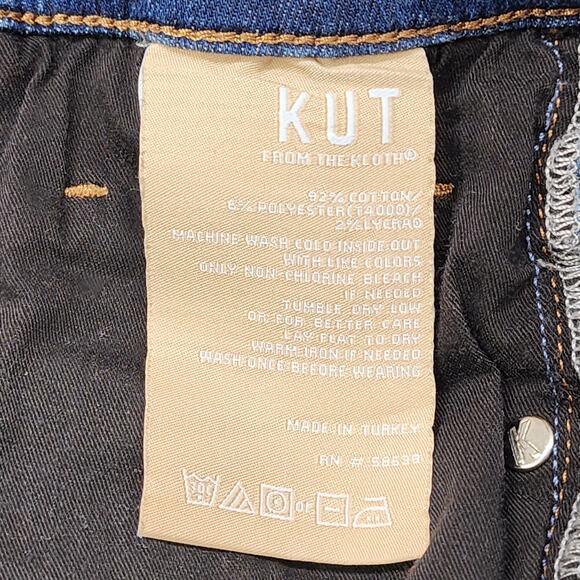 KUT
FROM THE KLOTH®
92% COTTON/
6% POLYESTER(T400®)/
2% LYCRA®
MACHINE WASH COLD INSIDE OUT
WITH LIKE COLORS
ONLY NON-CHLORINE BLEACH
IF NEEDED
TUMBLE DRY LOW
OR FOR BETTER CARE
LAY FLAT TO DRY
WARM IRON IF NEEDED
WASH ONCE BEFORE WEARING
MADE IN TURKEY
RN # 58639
or
K